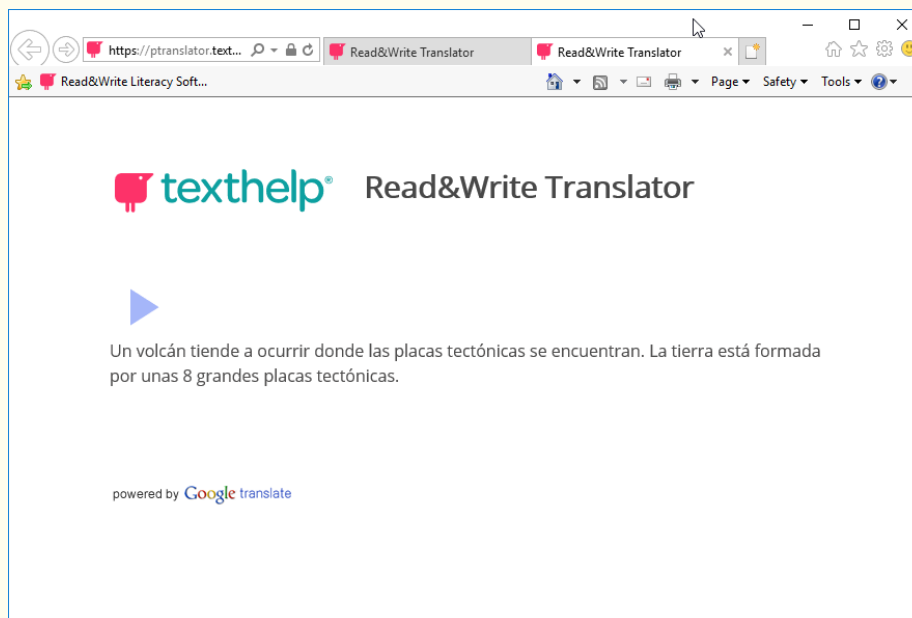 https://ptranslator.text...
Read&Write Translator
Read&Write Translator
Read&Write Literacy Soft...
Page
Safety
Tools
texthelp®
Read&Write Translator
Un volcán tiende a ocurrir donde las placas tectónicas se encuentran. La tierra está formada
por unas 8 grandes placas tectónicas.
powered by Google translate